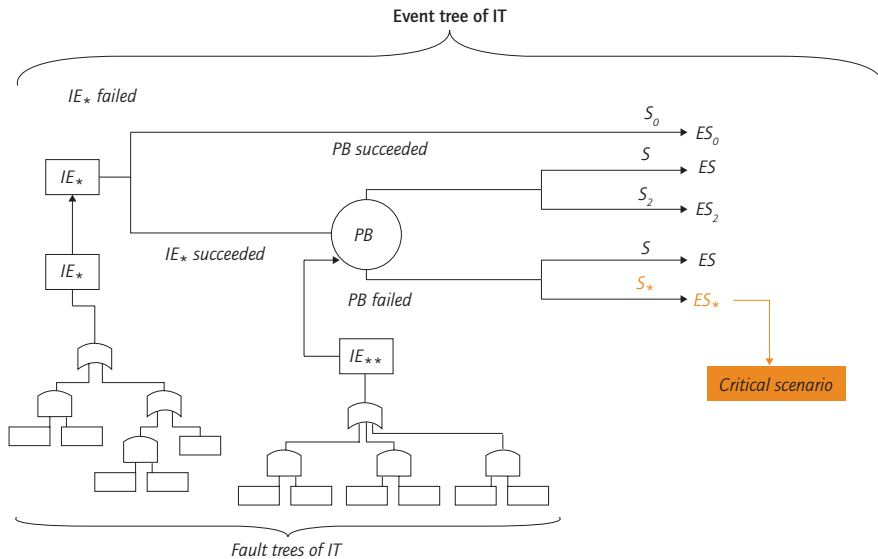 Event tree of IT
IE* failed
S0
ES0
PB succeeded
S
ES
IE*
S2
ES2
PB
IE* succeeded
S
ES
IE*
PB failed
S*
ES*
IE**
Critical scenario
Fault trees of IT